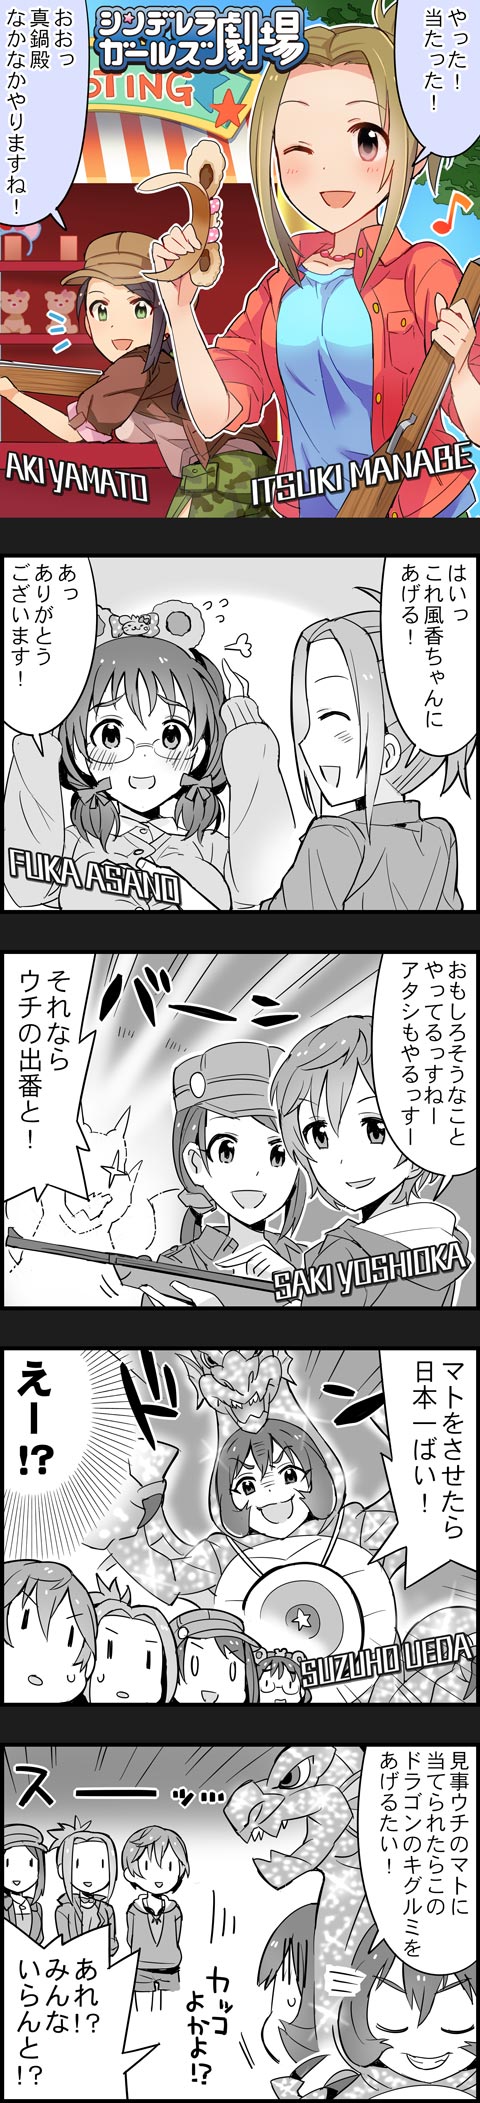 シンデレラ
ガールズ劇場
STING
やった！
当たった！
おおっ
真鍋殿
なかなかやりますね！
AKI YAMATO
ITSUKI MANABE
はいっ
これ風香ちゃんに
あげる！
あっ
ありがとう
ございます！
FUKA ASANO
おもしろそうなこと
やってるっすねー
アタシもやるっすー
バーン
それなら
ウチの出番と！
SAKI YOSHIOKA
マトをさせたら
日本一ばい！
ドン
えー!?
SUZUHO UEDA
見事ウチのマトに
当てられたらこの
ドラゴンのキグルミを
あげるたい！
スーーッ…
カッコ
よかよ!?
あれ!?
みんな
いらんと!?